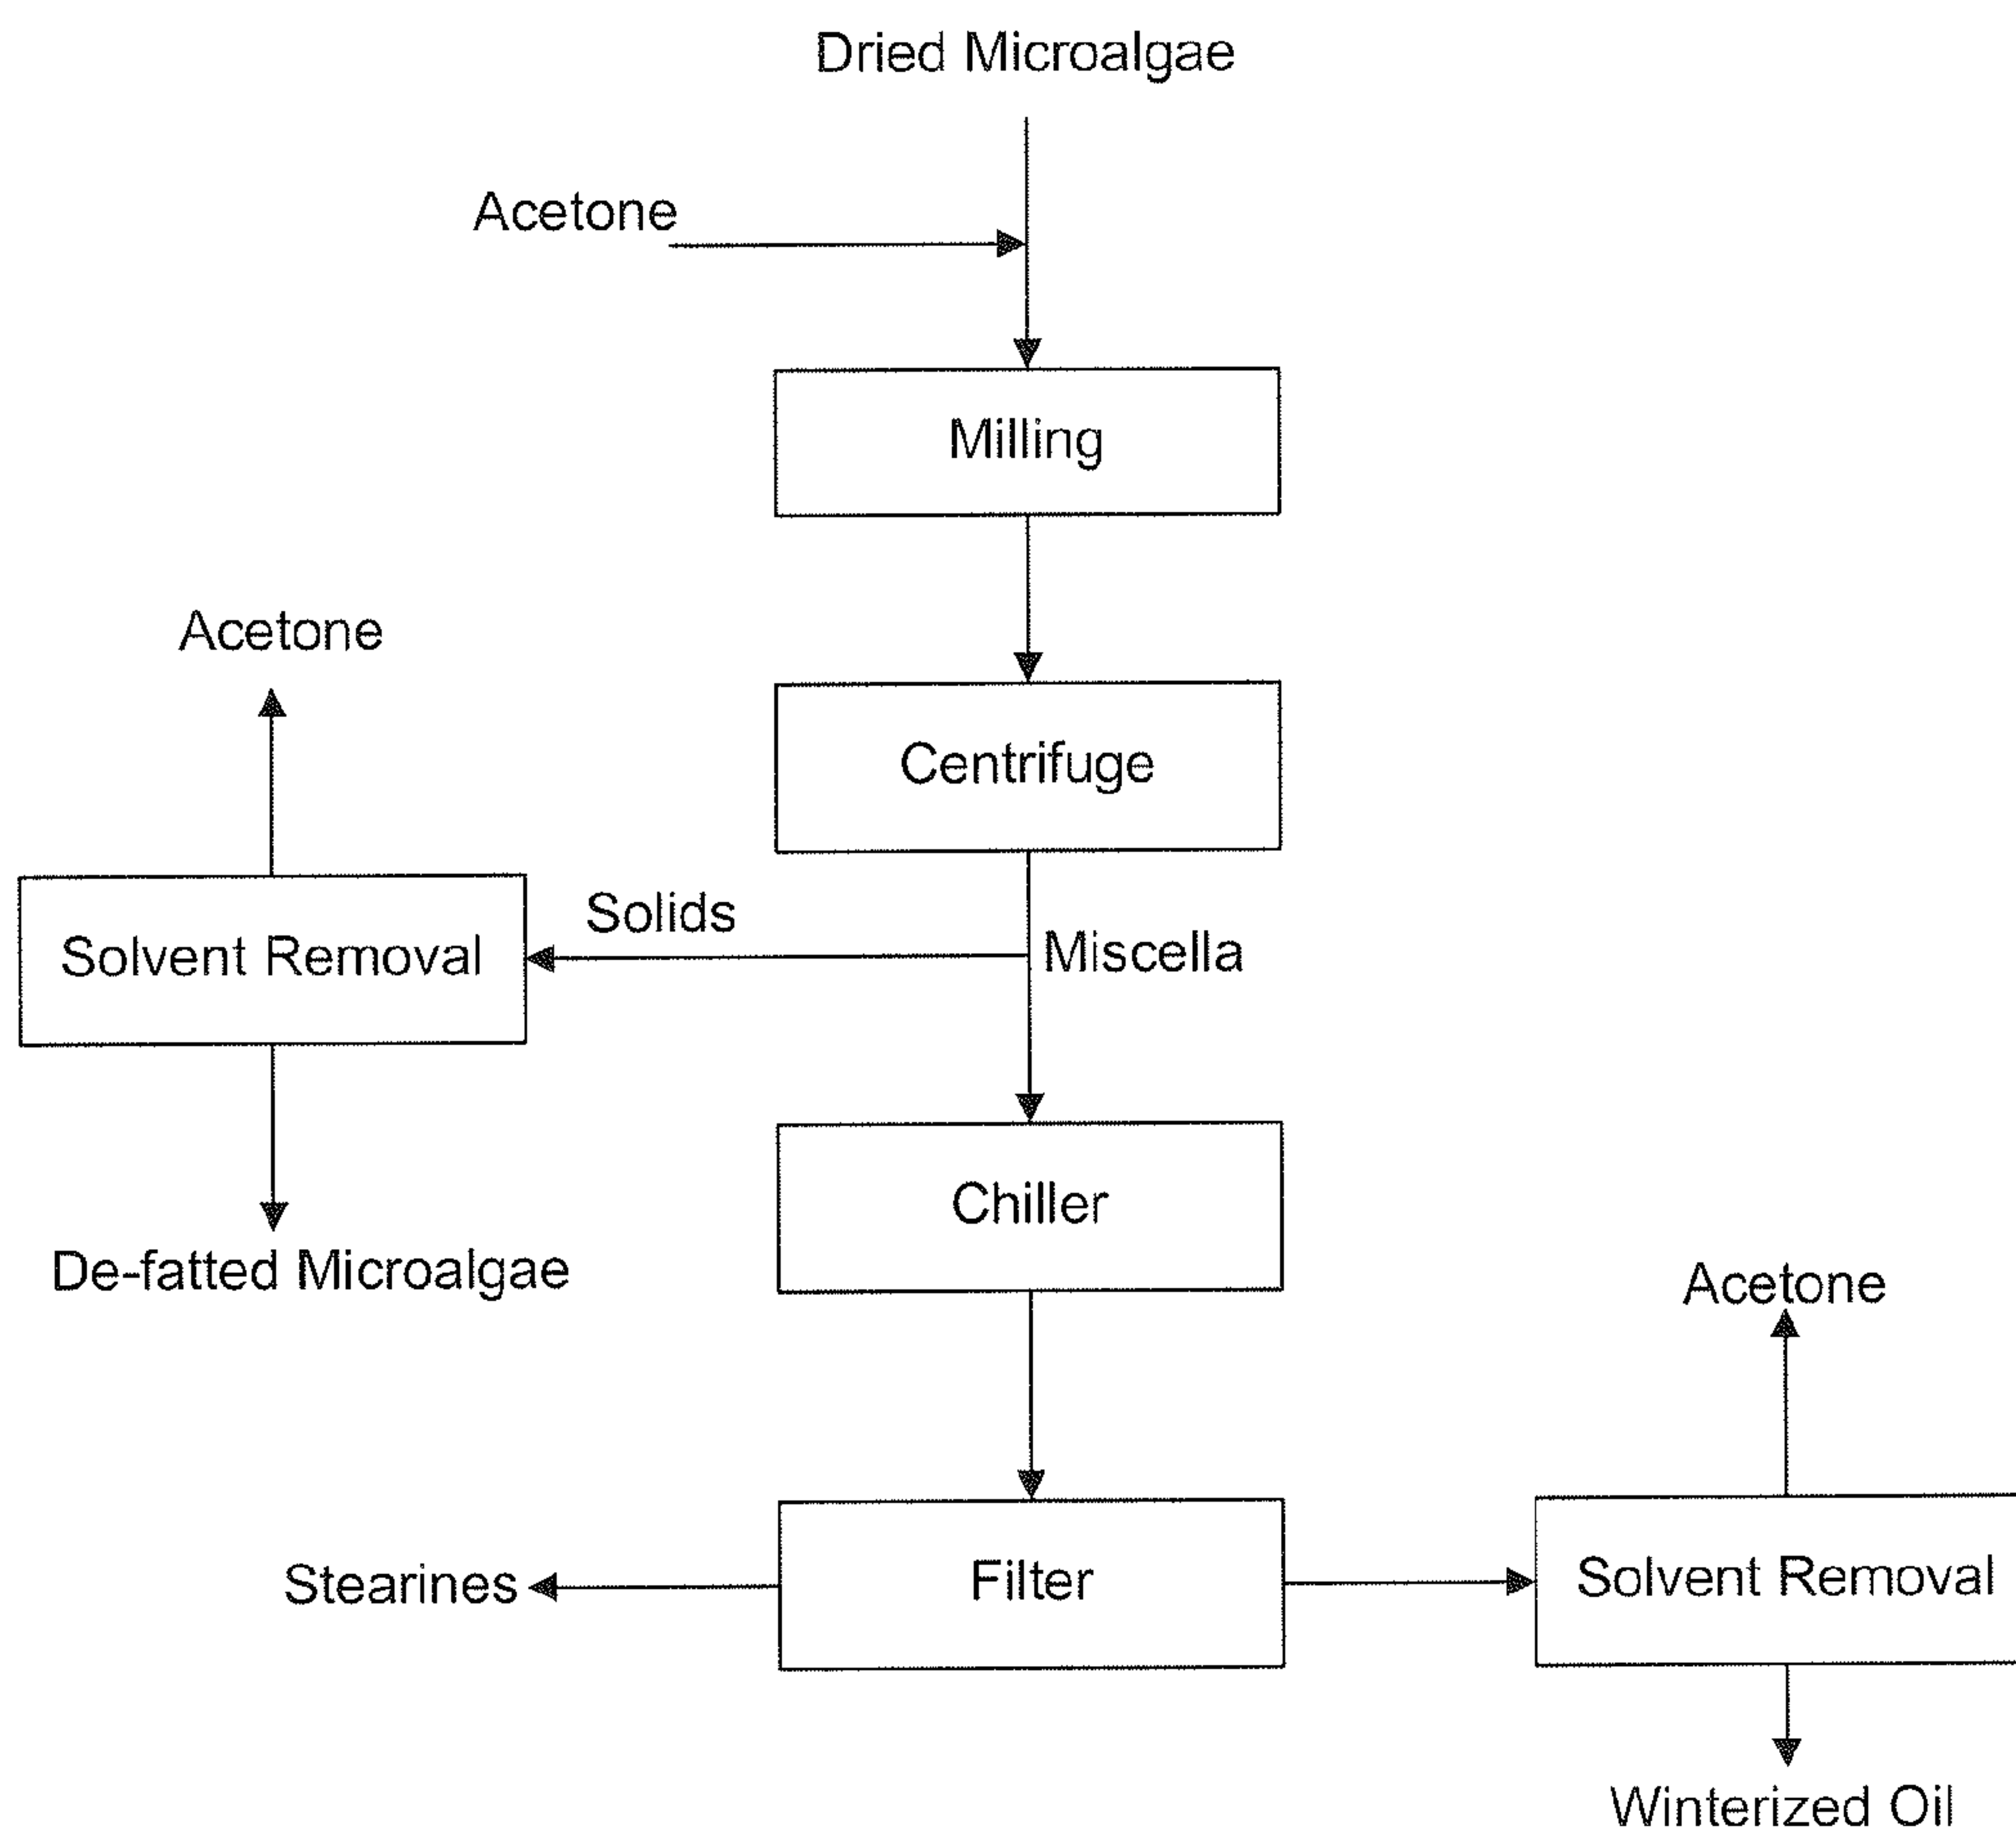 Dried Microalgae
Acetone
Milling
Acetone
Centrifuge
Solids
Solvent Removal
Miscella
Chiller
De-fatted Microalgae
Acetone
Stearines
Filter
Solvent Removal
Winterized Oil